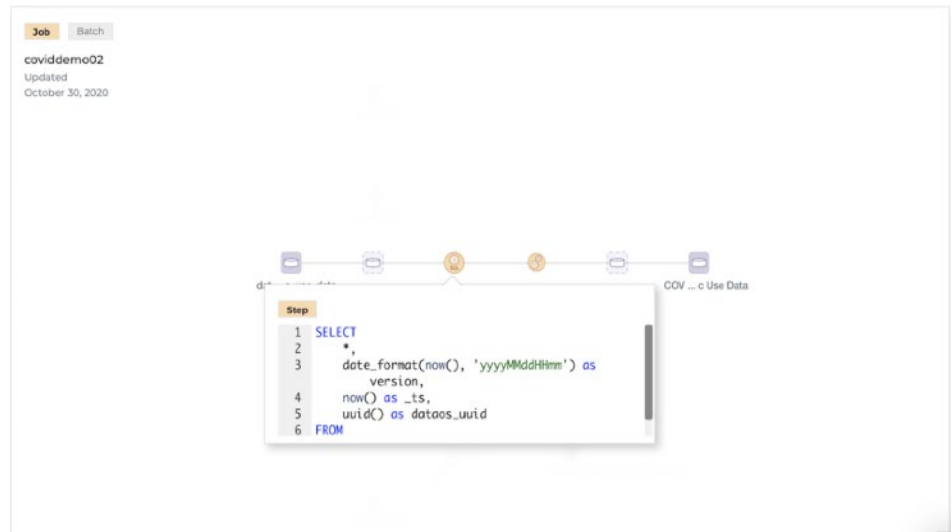 Job Batch
coviddemo02
Updated
October 30, 2020
COV ... c Use Data
Step
1 SELECT
2 *,
3 date_format(now(), 'yyyyMMddHHmm') as
version,
4 now() as _ts,
5 uuid() as dataos_uuid
6 FROM